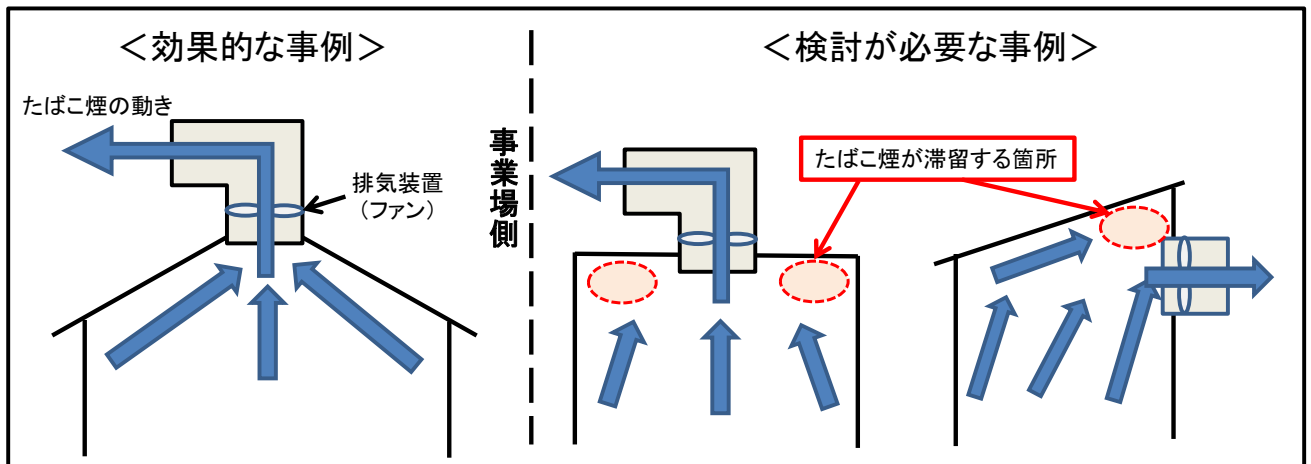 ＜効果的な事例＞
たばこ煙の動き
排気装置
（ファン）
事業場側
＜検討が必要な事例＞
たばこ煙が滞留する箇所